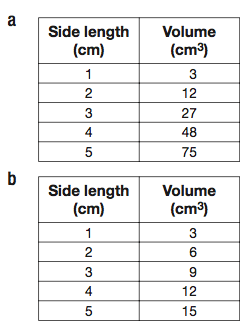 a
Side length Volume
(cm) (cm³)
1 3
2 12
3 27
4 48
5 75
b
Side length Volume
(cm) (cm³)
1 3
2 6
3 9
4 12
5 15